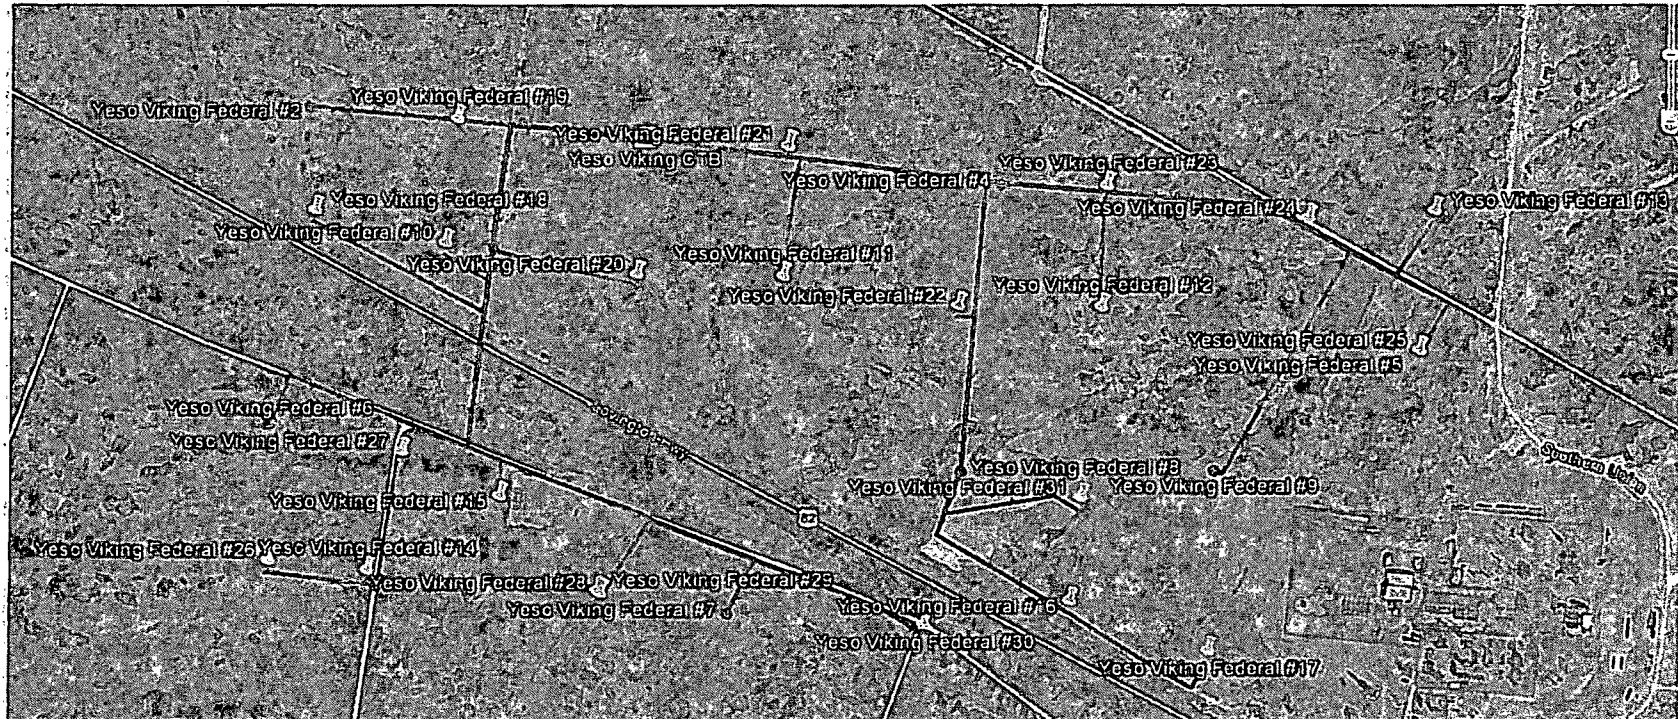 Yeso Viking Federal #2
Yeso Viking Federal #19
Yeso Viking Federal #21
Yeso Viking CTB
Yeso Viking Federal #23
Yeso Viking Federal #4
Yeso Viking Federal #18
Yeso Viking Federal #24
Yeso Viking Federal #13
Yeso Viking Federal #10
Yeso Viking Federal #20
Yeso Viking Federal #11
Yeso Viking Federal #22
Yeso Viking Federal #12
Yeso Viking Federal #25
Yeso Viking Federal #5
Yeso Viking Federal #6
Yeso Viking Federal #27
Lovington Hwy
Southern Union
Yeso Viking Federal #8
Yeso Viking Federal #31
Yeso Viking Federal #9
Yeso Viking Federal #15
82
Yeso Viking Federal #26
Yeso Viking Federal #14
Yeso Viking Federal #28
Yeso Viking Federal #29
Yeso Viking Federal #7
Yeso Viking Federal #16
Yeso Viking Federal #30
Yeso Viking Federal #17